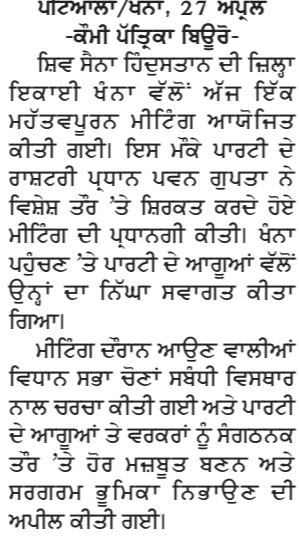 ਪਟਿਆਲਾ/ਖੰਨਾ, 27 ਅਪ੍ਰੈਲ
-ਕੌਮੀ ਪੱਤ੍ਰਿਕਾ ਬਿਊਰੋ-
ਸ਼ਿਵ ਸੈਨਾ ਹਿੰਦੁਸਤਾਨ ਦੀ ਜ਼ਿਲ੍ਹਾ
ਇਕਾਈ ਖੰਨਾ ਵੱਲੋਂ ਅੱਜ ਇੱਕ
ਮਹੱਤਵਪੂਰਨ ਮੀਟਿੰਗ ਆਯੋਜਿਤ
ਕੀਤੀ ਗਈ। ਇਸ ਮੌਕੇ ਪਾਰਟੀ ਦੇ
ਰਾਸ਼ਟਰੀ ਪ੍ਰਧਾਨ ਪਵਨ ਗੁਪਤਾ ਨੇ
ਵਿਸ਼ੇਸ਼ ਤੌਰ 'ਤੇ ਸ਼ਿਰਕਤ ਕਰਦੇ ਹੋਏ
ਮੀਟਿੰਗ ਦੀ ਪ੍ਰਧਾਨਗੀ ਕੀਤੀ। ਖੰਨਾ
ਪਹੁੰਚਣ 'ਤੇ ਪਾਰਟੀ ਦੇ ਆਗੂਆਂ ਵੱਲੋਂ
ਉਨ੍ਹਾਂ ਦਾ ਨਿੱਘਾ ਸਵਾਗਤ ਕੀਤਾ
ਗਿਆ।
ਮੀਟਿੰਗ ਦੌਰਾਨ ਆਉਣ ਵਾਲੀਆਂ
ਵਿਧਾਨ ਸਭਾ ਚੋਣਾਂ ਸਬੰਧੀ ਵਿਸਥਾਰ
ਨਾਲ ਚਰਚਾ ਕੀਤੀ ਗਈ ਅਤੇ ਪਾਰਟੀ
ਦੇ ਆਗੂਆਂ ਤੇ ਵਰਕਰਾਂ ਨੂੰ ਸੰਗਠਨਕ
ਤੌਰ 'ਤੇ ਹੋਰ ਮਜ਼ਬੂਤ ਬਣਨ ਅਤੇ
ਸਰਗਰਮ ਭੂਮਿਕਾ ਨਿਭਾਉਣ ਦੀ
ਅਪੀਲ ਕੀਤੀ ਗਈ।